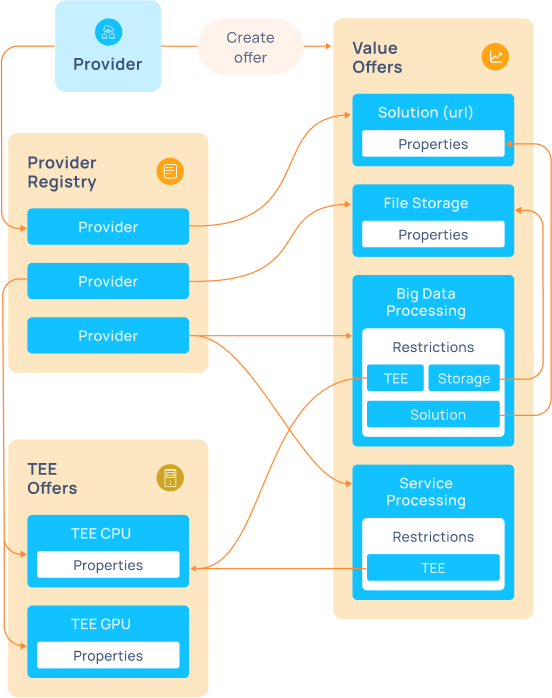 Provider
Create
offer
Value
Offers
Solution (url)
Properties
File Storage
Properties
Big Data
Processing
Restrictions
TEE
Storage
Solution
Service
Processing
Restrictions
TEE
Provider
Registry
Provider
Provider
Provider
TEE
Offers
TEE CPU
Properties
TEE GPU
Properties